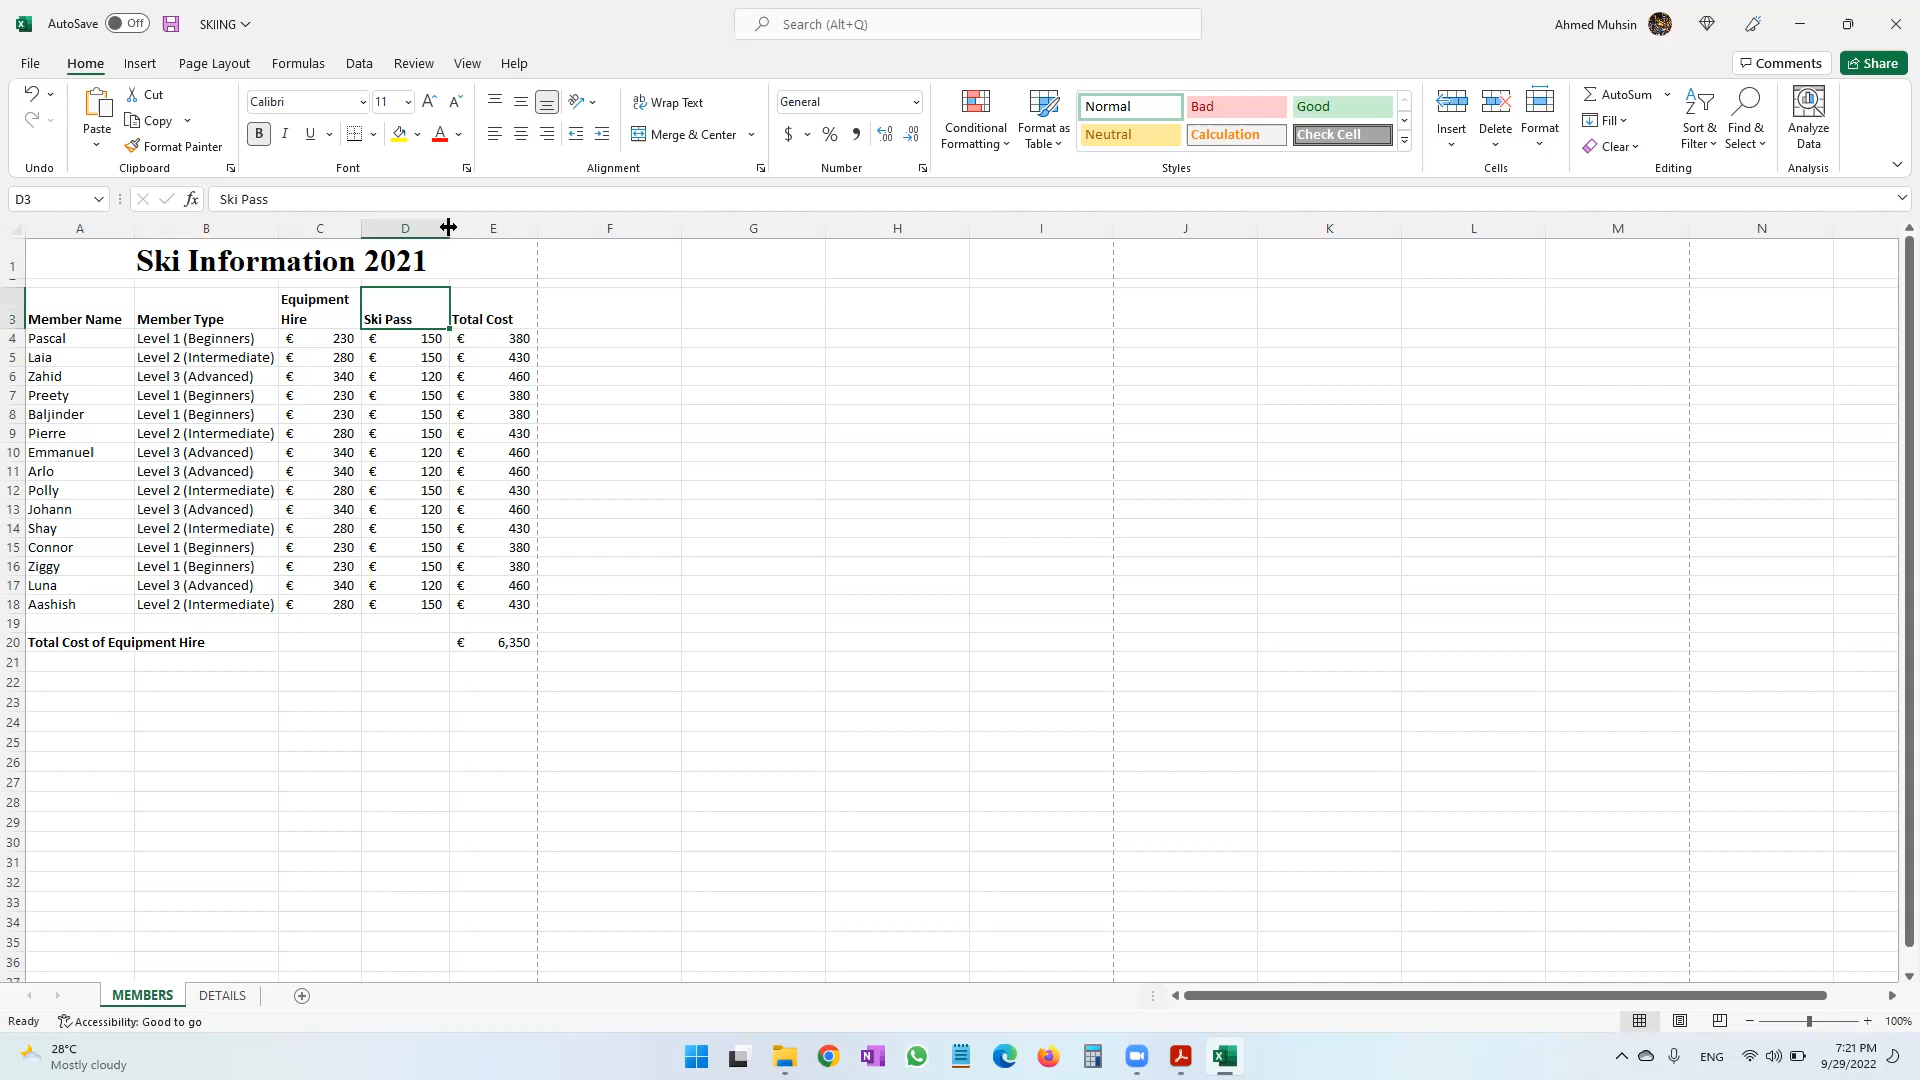 AutoSave Off SKIING Search (Alt+Q) Ahmed Muhsin
File Home Insert Page Layout Formulas Data Review View Help Comments Share
Paste Cut Copy Format Painter
Calibri 11 B I U A
Wrap Text Merge & Center
General $ % ,
Conditional Formatting Format as Table
Normal Bad Good
Neutral Calculation Check Cell
Insert Delete Format
AutoSum Fill Clear
Sort & Filter Find & Select Analyze Data
Undo Clipboard Font Alignment Number Styles Cells Editing Analysis
D3 fx Ski Pass
A B C D E F G H I J K L M N
1 Ski Information 2021
3 Member Name Member Type Equipment Hire Ski Pass Total Cost
4 Pascal Level 1 (Beginners) € 230 € 150 € 380
5 Laia Level 2 (Intermediate) € 280 € 150 € 430
6 Zahid Level 3 (Advanced) € 340 € 120 € 460
7 Preety Level 1 (Beginners) € 230 € 150 € 380
8 Baljinder Level 1 (Beginners) € 230 € 150 € 380
9 Pierre Level 2 (Intermediate) € 280 € 150 € 430
10 Emmanuel Level 3 (Advanced) € 340 € 120 € 460
11 Arlo Level 3 (Advanced) € 340 € 120 € 460
12 Polly Level 2 (Intermediate) € 280 € 150 € 430
13 Johann Level 3 (Advanced) € 340 € 120 € 460
14 Shay Level 2 (Intermediate) € 280 € 150 € 430
15 Connor Level 1 (Beginners) € 230 € 150 € 380
16 Ziggy Level 1 (Beginners) € 230 € 150 € 380
17 Luna Level 3 (Advanced) € 340 € 120 € 460
18 Aashish Level 2 (Intermediate) € 280 € 150 € 430
19
20 Total Cost of Equipment Hire € 6,350
21
22
23
24
25
26
27
28
29
30
31
32
33
34
35
36
MEMBERS DETAILS
Ready Accessibility: Good to go 100%
28°C
Mostly cloudy
ENG
7:21 PM
9/29/2022